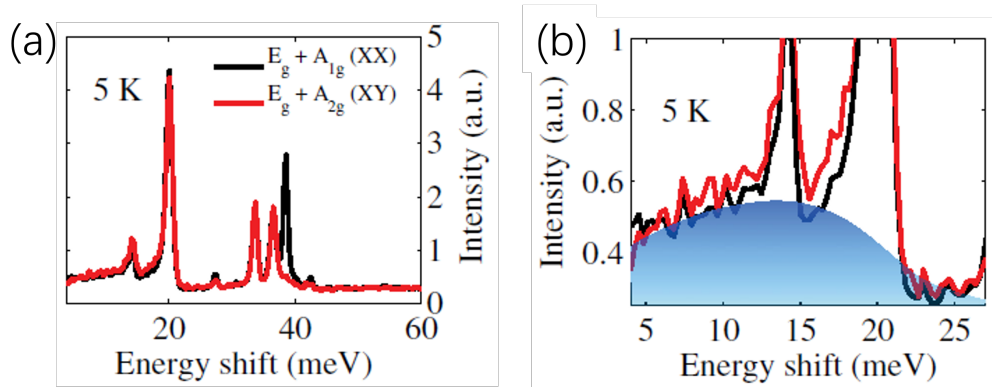 (a)
5 K
E_g + A_1g (XX)
E_g + A_2g (XY)
5
4
3
2
1
0
Intensity (a.u.)
20
40
60
Energy shift (meV)
(b)
5 K
1
0.8
0.6
0.4
Intensity (a.u.)
5
10
15
20
25
Energy shift (meV)